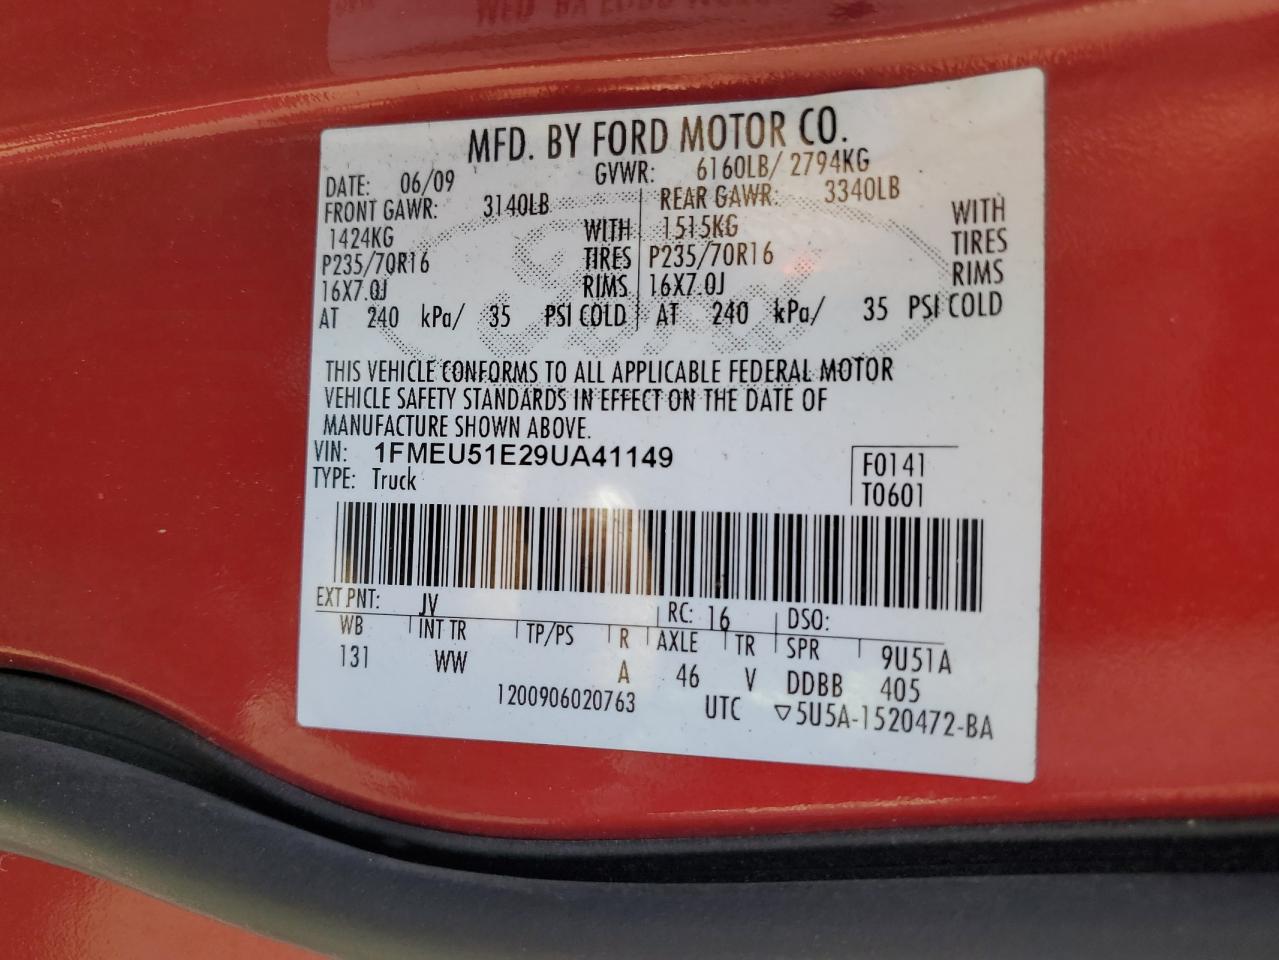 MFD. BY FORD MOTOR CO.
DATE: 06/09 GVWR: 6160LB/ 2794KG
FRONT GAWR: 3140LB REAR GAWR: 3340LB
1424KG WITH 1515KG WITH
P235/70R16 TIRES P235/70R16 TIRES
16X7.0J RIMS 16X7.0J RIMS
AT 240 kPa/ 35 PSI COLD AT 240 kPa/ 35 PSI COLD
THIS VEHICLE CONFORMS TO ALL APPLICABLE FEDERAL MOTOR
VEHICLE SAFETY STANDARDS IN EFFECT ON THE DATE OF
MANUFACTURE SHOWN ABOVE.
VIN: 1FMEU51E29UA41149 F0141
TYPE: Truck T0601
EXT PNT: JV RC: 16 DSO:
WB INT TR TP/PS R AXLE TR SPR 9U51A
131 WW A 46 V DDBB 405
1200906020763 UTC ▽5U5A-1520472-BA